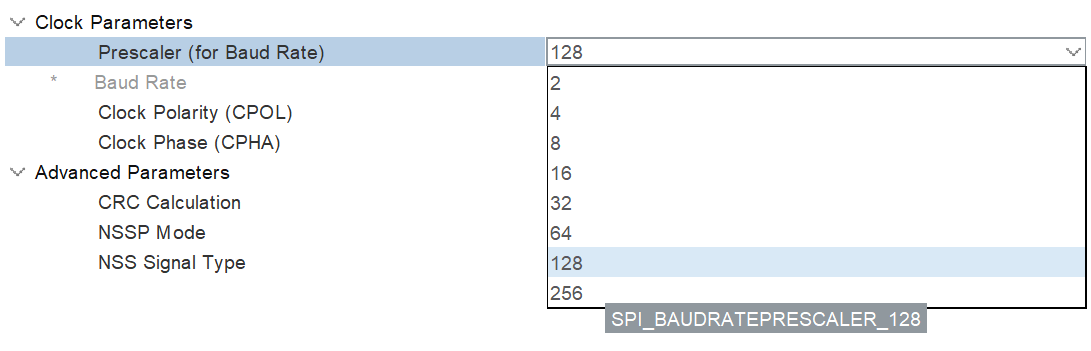 Clock Parameters
Prescaler (for Baud Rate) 128
* Baud Rate 2
Clock Polarity (CPOL) 4
Clock Phase (CPHA) 8
Advanced Parameters 16
CRC Calculation 32
NSSP Mode 64
NSS Signal Type 128
256
SPI_BAUDRATEPRESCALER_128